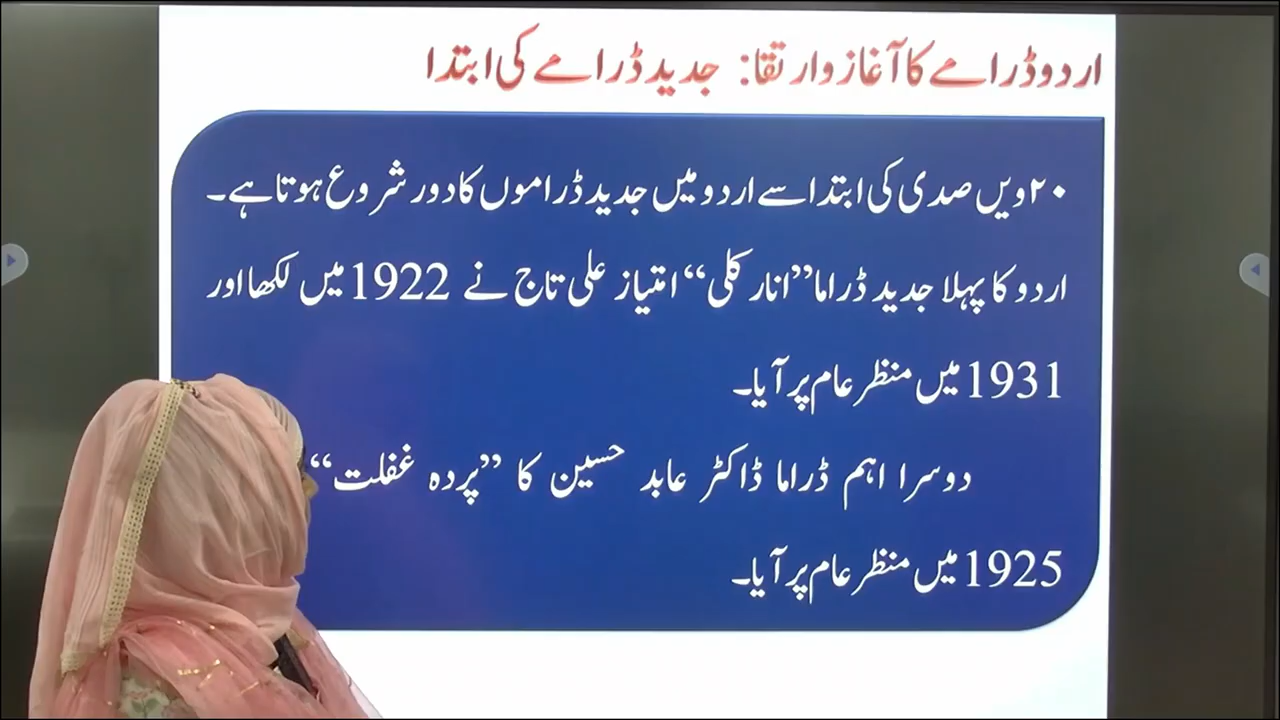 اردو ڈرامے کا آغاز و ارتقا: جدید ڈرامے کی ابتدا
۲۰ ویں صدی کی ابتدا سے اردو میں جدید ڈراموں کا دور شروع ہوتا ہے۔
اردو کا پہلا جدید ڈراما ”انار کلی“ امتیاز علی تاج نے 1922 میں لکھا اور
1931 میں منظر عام پر آیا۔
دوسرا اہم ڈراما ڈاکٹر عابد حسین کا ”پردہ غفلت“
1925 میں منظر عام پر آیا۔